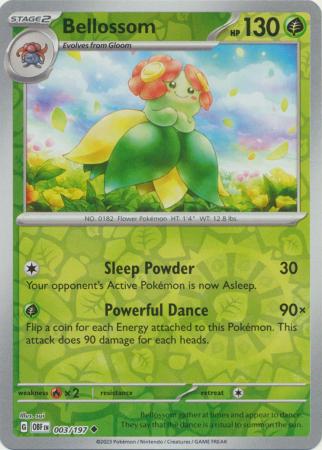 STAGE 2
Bellossom
HP 130
Evolves from Gloom
NO. 0182 Flower Pokémon HT: 1'4" WT: 12.8 lbs.
Sleep Powder 30
Your opponent's Active Pokémon is now Asleep.
Powerful Dance 90×
Flip a coin for each Energy attached to this Pokémon. This
attack does 90 damage for each heads.
weakness ×2 resistance retreat
Illus. sui
G OBF EN 003/197
Bellossom gather at times and appear to dance.
They say that the dance is a ritual to summon the sun.
©2023 Pokémon / Nintendo / Creatures / GAME FREAK